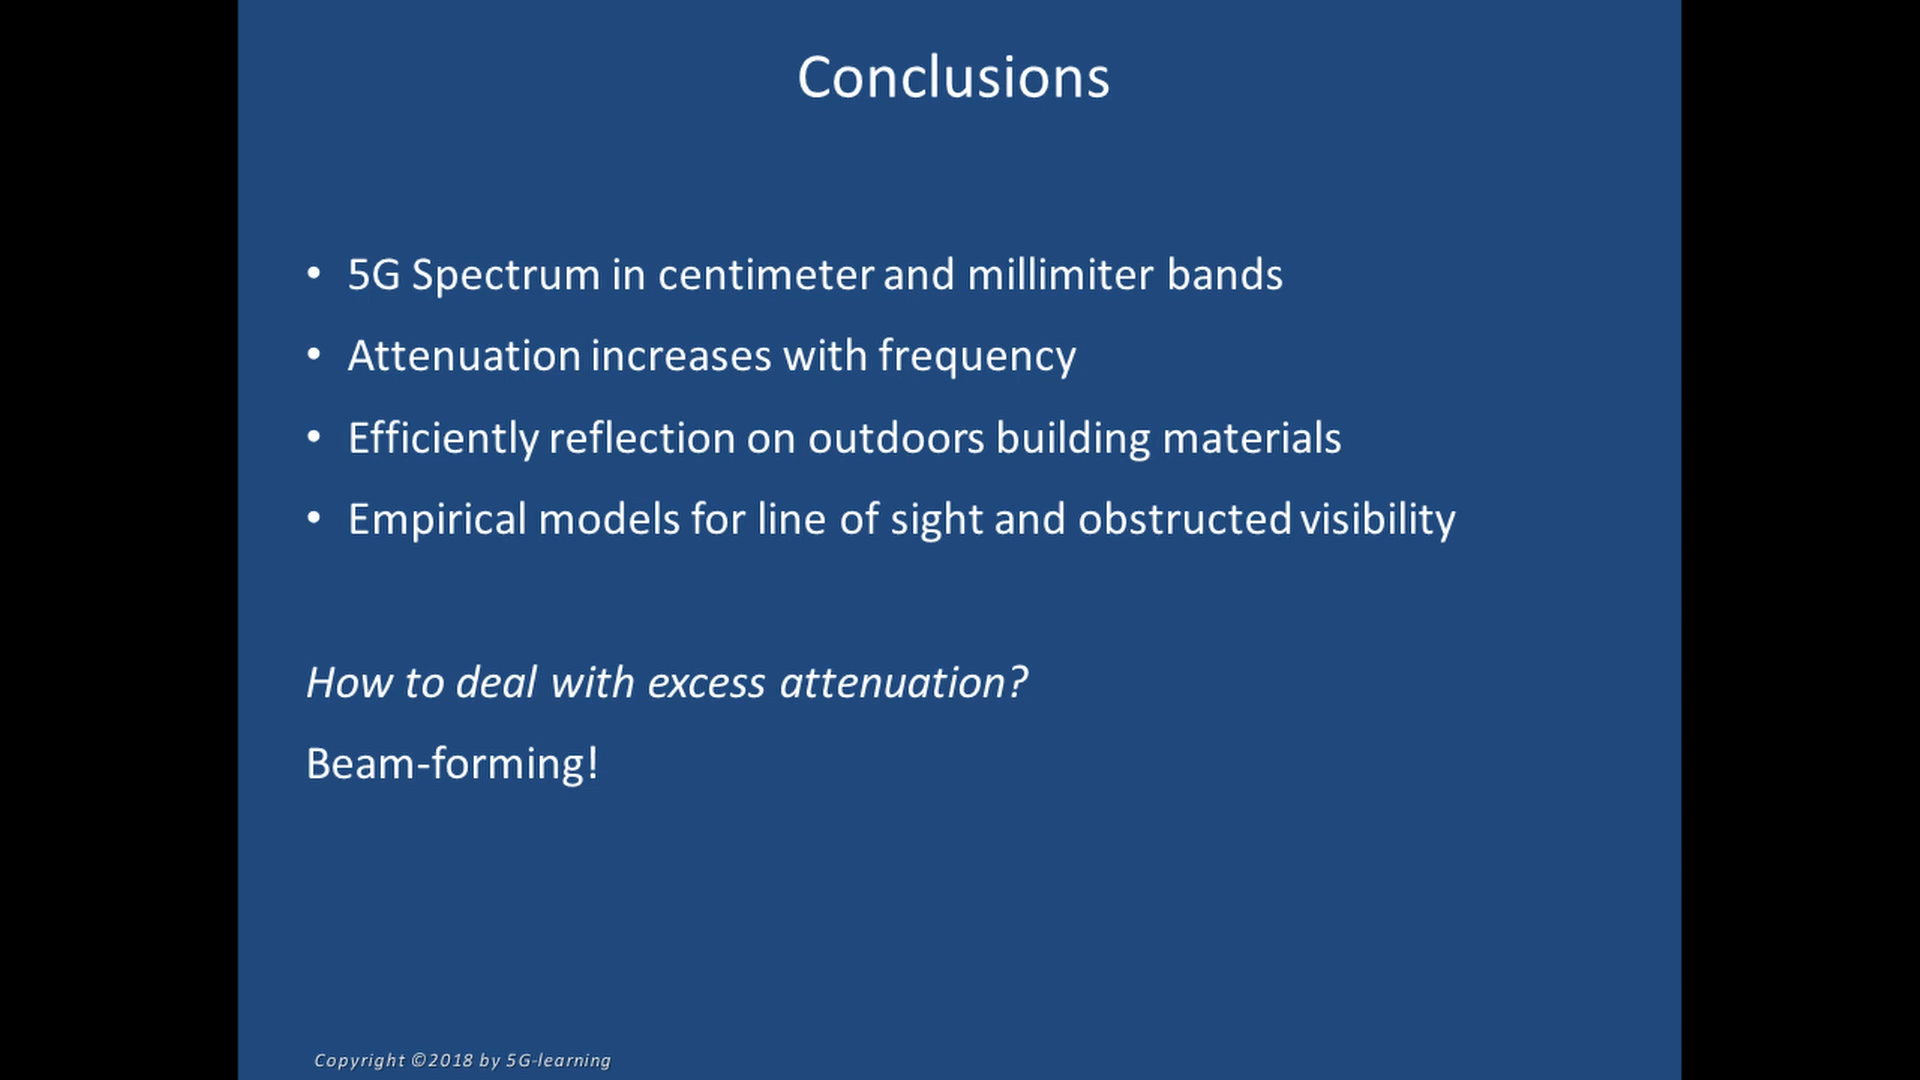 Conclusions
• 5G Spectrum in centimeter and millimiter bands
• Attenuation increases with frequency
• Efficiently reflection on outdoors building materials
• Empirical models for line of sight and obstructed visibility
How to deal with excess attenuation?
Beam-forming!
Copyright ©2018 by 5G-learning